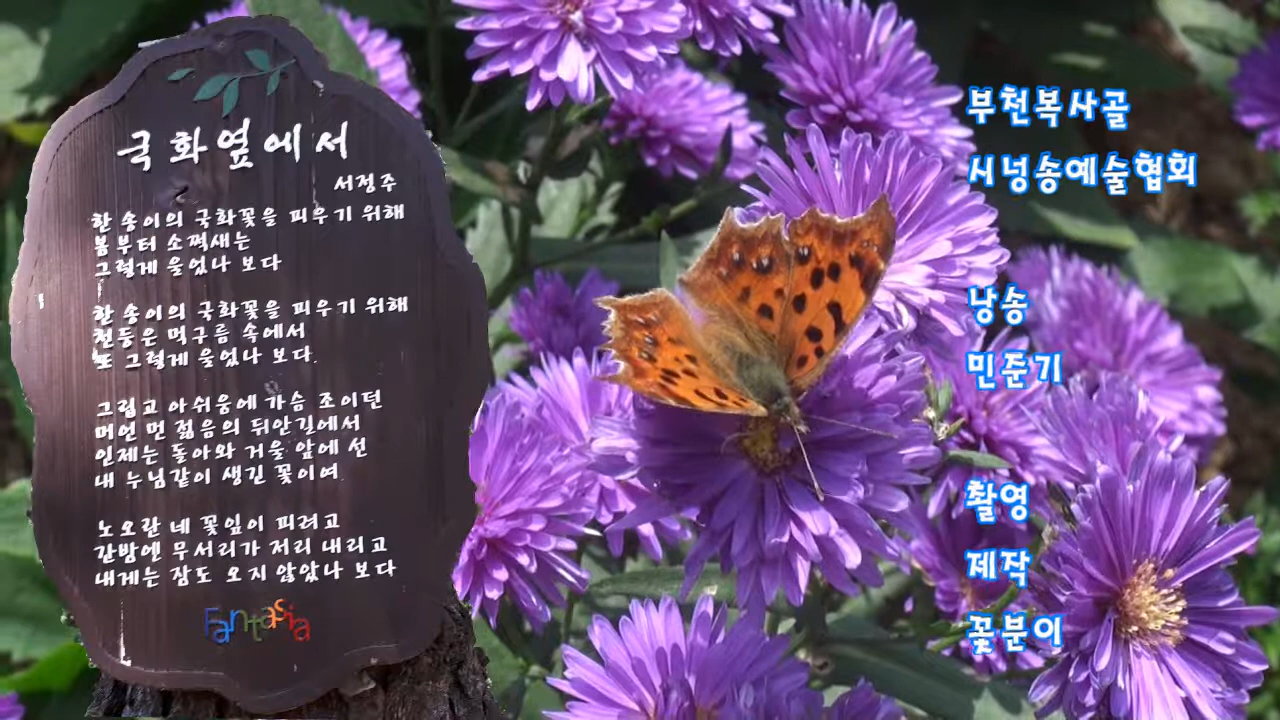 국화옆에서
서정주
한 송이의 국화꽃을 피우기 위해
봄부터 소쩍새는
그렇게 울었나 보다
한 송이의 국화꽃을 피우기 위해
천둥은 먹구름 속에서
또 그렇게 울었나 보다.
그립고 아쉬움에 가슴 조이던
머언 먼 젊음의 뒤안길에서
인제는 돌아와 거울 앞에 선
내 누님같이 생긴 꽃이여
노오란 네 꽃잎이 피려고
간밤엔 무서리가 저리 내리고
내게는 잠도 오지 않았나 보다
Fantasia
부천복사골
시낭송예술협회
낭송
민준기
촬영
제작
꽃분이